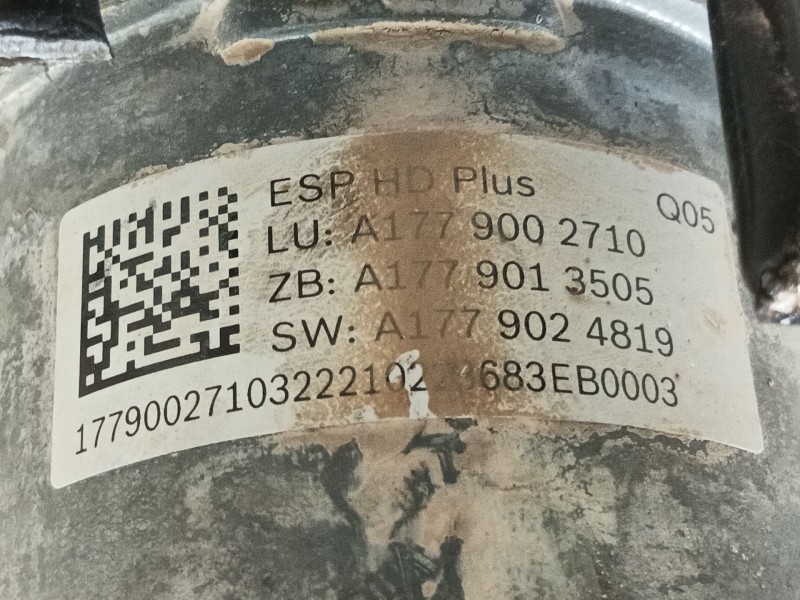 ESP HD Plus
Q05
LU: A177 900 2710
ZB: A177 901 3505
SW: A177 902 4819